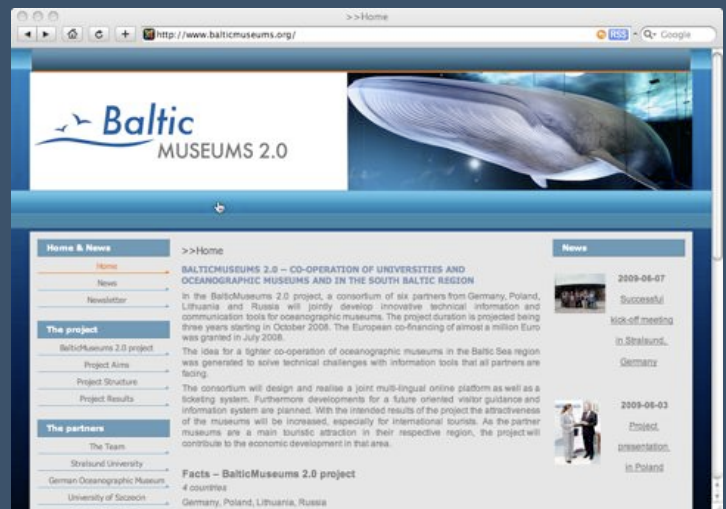 >>Home
http://www.balticmuseums.org/
RSS
Google
Baltic
MUSEUMS 2.0
Home & News
Home
News
Newsletter
The project
BalticMuseums 2.0 project
Project Aims
Project Structure
Project Results
The partners
The Team
Stralsund University
German Oceanographic Museum
University of Szczecin
>>Home
BALTICMUSEUMS 2.0 – CO-OPERATION OF UNIVERSITIES AND
OCEANOGRAPHIC MUSEUMS AND IN THE SOUTH BALTIC REGION
In the BalticMuseums 2.0 project, a consortium of six partners from Germany, Poland,
Lithuania and Russia will jointly develop innovative technical information and
communication tools for oceanographic museums. The project duration is projected being
three years starting in October 2008. The European co-financing of almost a million Euro
was granted in July 2008.
The idea for a tighter co-operation of oceanographic museums in the Baltic Sea region
was generated to solve technical challenges with information tools that all partners are
facing.
The consortium will design and realise a joint multi-lingual online platform as well as a
ticketing system. Furthermore developments for a future oriented visitor guidance and
information system are planned. With the intended results of the project the attractiveness
of the museums will be increased, especially for international tourists. As the partner
museums are a main touristic attraction in their respective region, the project will
contribute to the economic development in that area.
Facts – BalticMuseums 2.0 project
4 countries
Germany, Poland, Lithuania, Russia
News
2009-06-07
Successful
kick-off meeting
in Stralsund,
Germany
2009-06-03
Project
presentation
in Poland